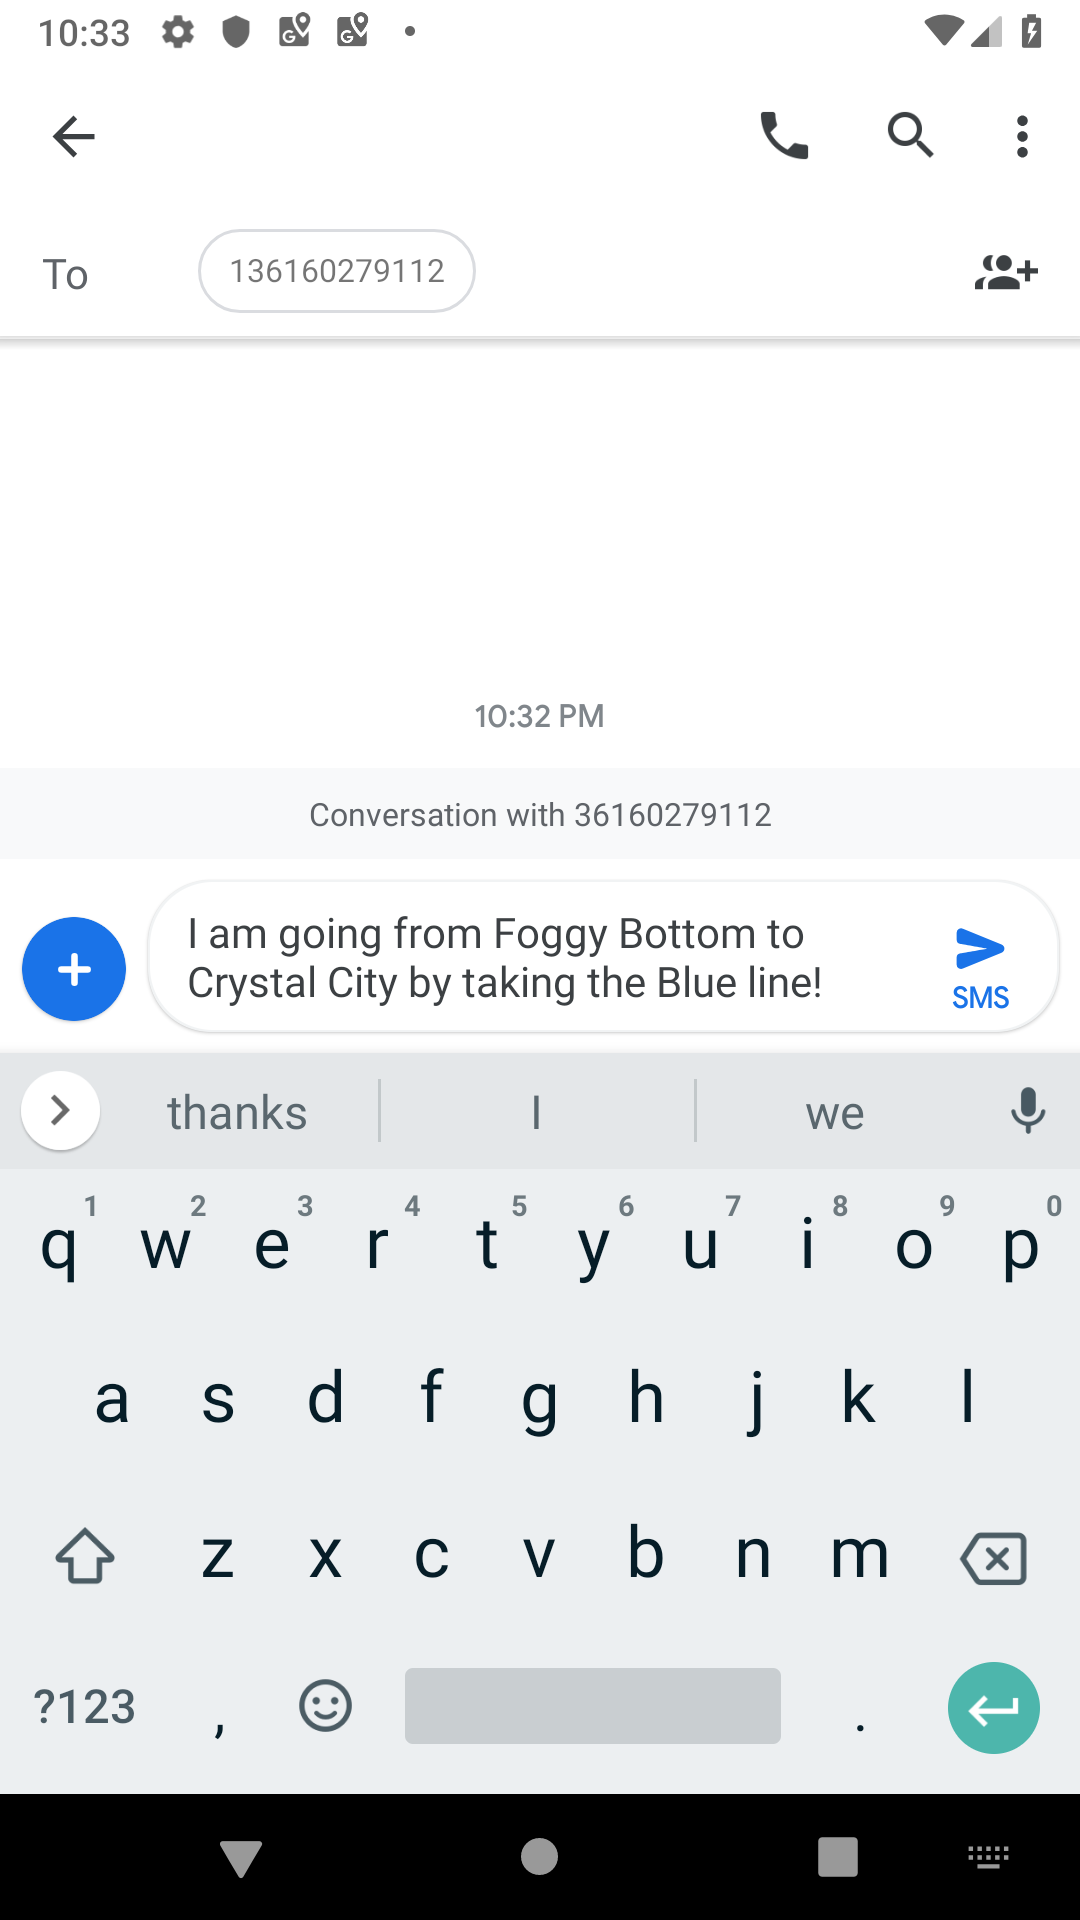 10:33
To
136160279112
10:32 PM
Conversation with 36160279112
I am going from Foggy Bottom to
Crystal City by taking the Blue line!
SMS
thanks I we
1 2 3 4 5 6 7 8 9 0
q w e r t y u i o p
a s d f g h j k l
z x c v b n m
?123 , .